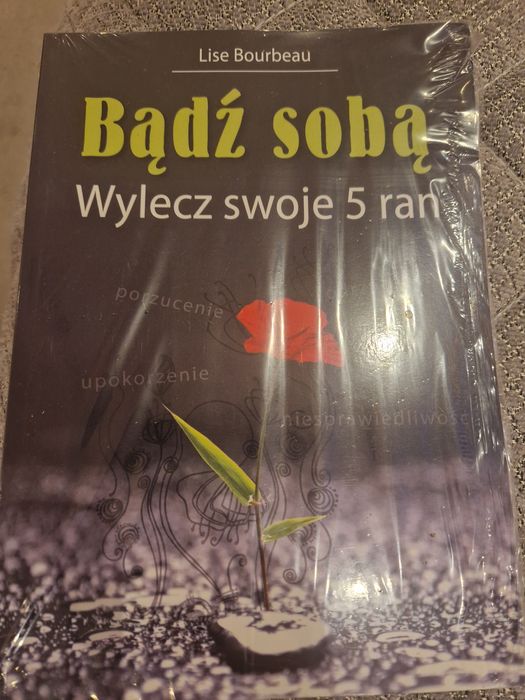 Lise Bourbeau
Bądź sobą
Wylecz swoje 5 ran
porzucenie
upokorzenie
niesprawiedliwość